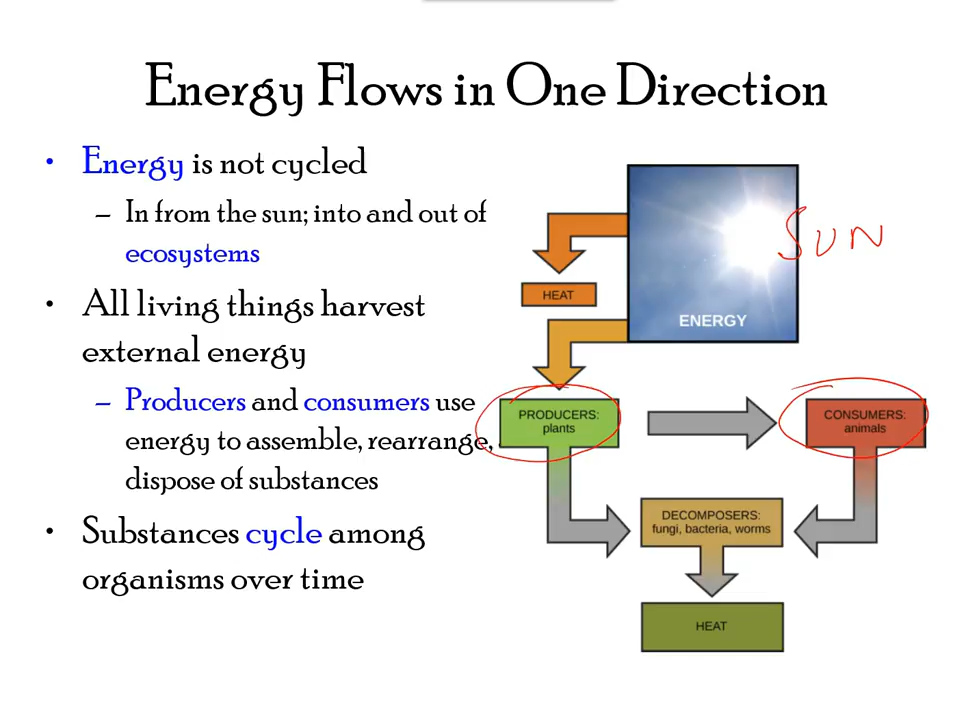 Energy Flows in One Direction
• Energy is not cycled
– In from the sun; into and out of
ecosystems
• All living things harvest
external energy
– Producers and consumers use
energy to assemble, rearrange,
dispose of substances
• Substances cycle among
organisms over time
ENERGY
SUN
HEAT
PRODUCERS:
plants
CONSUMERS:
animals
DECOMPOSERS:
fungi, bacteria, worms
HEAT